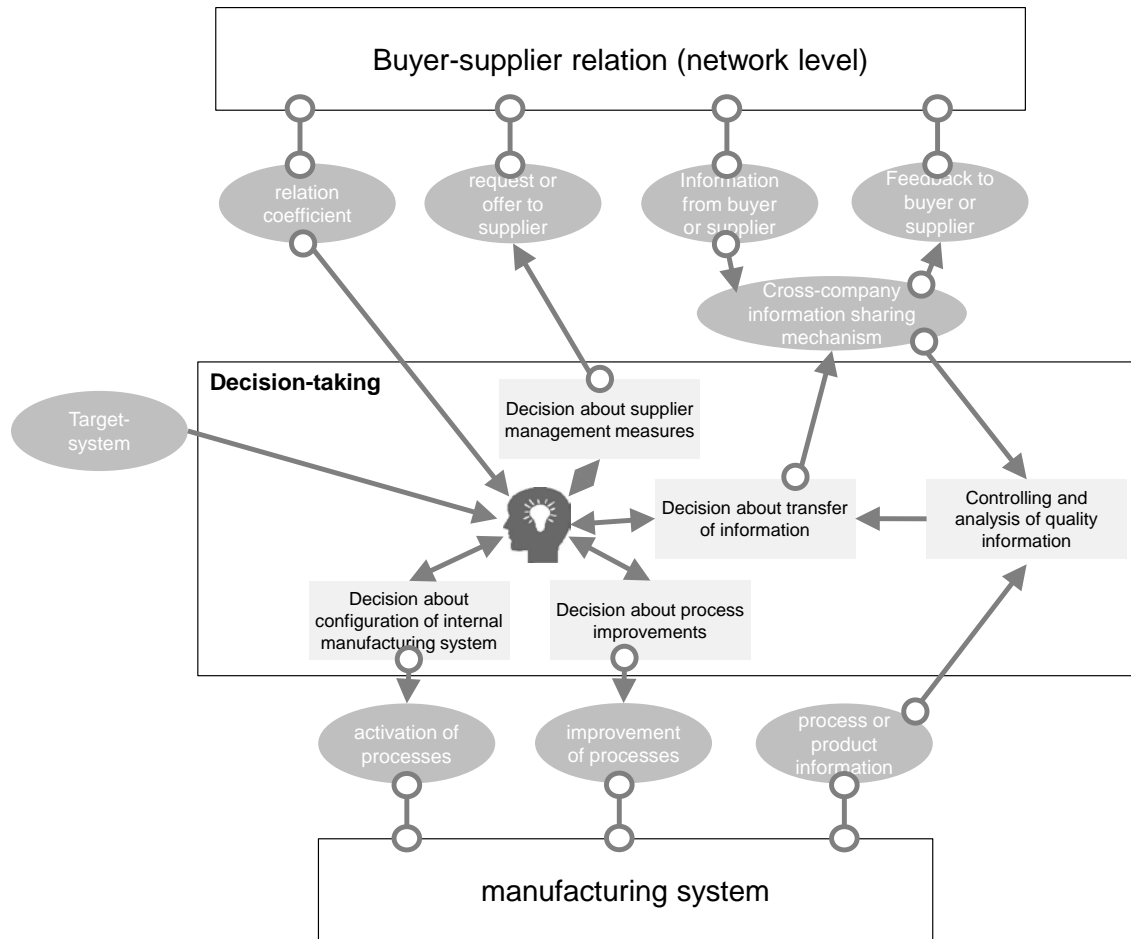 Buyer-supplier relation (network level)
relation
coefficient
request or
offer to
supplier
Information
from buyer
or supplier
Feedback to
buyer or
supplier
Cross-company
information sharing
mechanism
Decision-taking
Target-
system
Decision about supplier
management measures
Decision about transfer
of information
Controlling and
analysis of quality
information
Decision about
configuration of internal
manufacturing system
Decision about process
improvements
activation of
processes
improvement
of processes
process or
product
information
manufacturing system